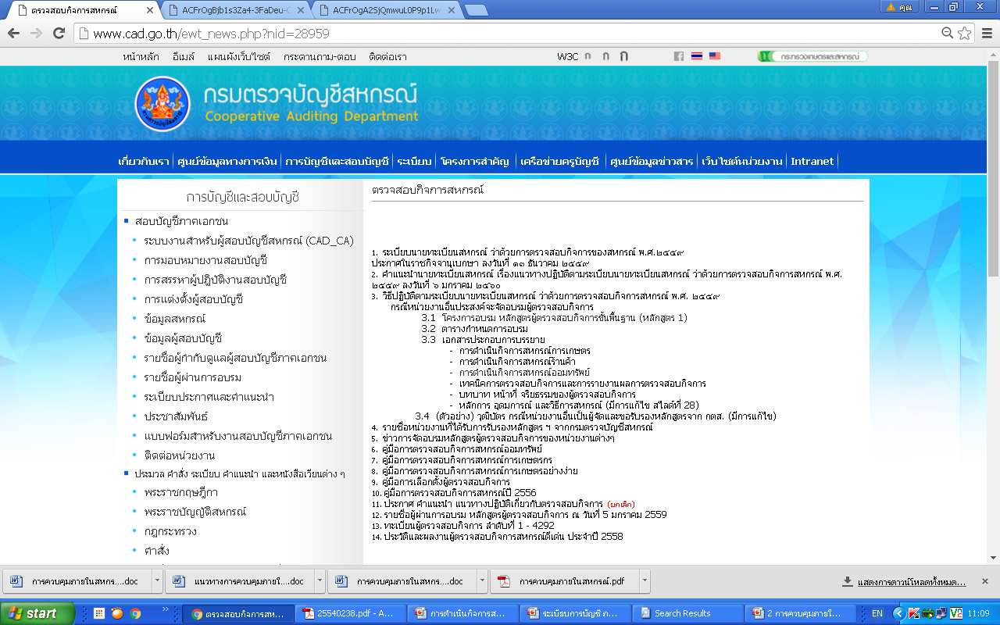 ตรวจสอบกิจการสหกรณ์
ACFrOgBjb1s3Za4-3FaDeu-
ACFrOgA2SjQmwuL0P9p1Lw
คุณ
www.cad.go.th/ewt_news.php?nid=28959
หน้าหลัก อีเมล์ แผนผังเว็บไซต์ กระดานถาม-ตอบ ติดต่อเรา W3C ก ก ก กระทรวงเกษตรและสหกรณ์
กรมตรวจบัญชีสหกรณ์
Cooperative Auditing Department
เกี่ยวกับเรา ศูนย์ข้อมูลทางการเงิน การบัญชีและสอบบัญชี ระเบียบ โครงการสำคัญ เครือข่ายครูบัญชี ศูนย์ข้อมูลข่าวสาร เว็บไซต์หน่วยงาน Intranet
การบัญชีและสอบบัญชี
สอบบัญชีภาคเอกชน
ระบบงานสำหรับผู้สอบบัญชีสหกรณ์ (CAD_CA)
การมอบหมายงานสอบบัญชี
การสรรหาผู้ปฏิบัติงานสอบบัญชี
การแต่งตั้งผู้สอบบัญชี
ข้อมูลสหกรณ์
ข้อมูลผู้สอบบัญชี
รายชื่อผู้กำกับดูแลผู้สอบบัญชีภาคเอกชน
รายชื่อผู้ผ่านการอบรม
ระเบียบประกาศและคำแนะนำ
ประชาสัมพันธ์
แบบฟอร์มสำหรับงานสอบบัญชีภาคเอกชน
ติดต่อหน่วยงาน
ประมวล คำสั่ง ระเบียบ คำแนะนำ และหนังสือเวียนต่าง ๆ
พระราชกฤษฎีกา
พระราชบัญญัติสหกรณ์
กฎกระทรวง
คำสั่ง
ตรวจสอบกิจการสหกรณ์
1. ระเบียบนายทะเบียนสหกรณ์ ว่าด้วยการตรวจสอบกิจการของสหกรณ์ พ.ศ.๒๕๕๙
ประกาศในราชกิจจานุเบกษา ลงวันที่ ๑๓ ธันวาคม ๒๕๕๙
2. คำแนะนำนายทะเบียนสหกรณ์ เรื่องแนวทางปฏิบัติตามระเบียบนายทะเบียนสหกรณ์ ว่าด้วยการตรวจสอบกิจการสหกรณ์ พ.ศ.
๒๕๕๙ ลงวันที่ ๖ มกราคม ๒๕๖๐
3. วิธีปฏิบัติตามระเบียบนายทะเบียนสหกรณ์ ว่าด้วยการตรวจสอบกิจการสหกรณ์ พ.ศ. ๒๕๕๙
กรณีหน่วยงานอื่นประสงค์จะจัดอบรมผู้ตรวจสอบกิจการ
3.1 โครงการอบรม หลักสูตรผู้ตรวจสอบกิจการขั้นพื้นฐาน (หลักสูตร 1)
3.2 ตารางกำหนดการอบรม
3.3 เอกสารประกอบการบรรยาย
- การดำเนินกิจการสหกรณ์การเกษตร
- การดำเนินกิจการสหกรณ์ร้านค้า
- การดำเนินกิจการสหกรณ์ออมทรัพย์
- เทคนิคการตรวจสอบกิจการและการรายงานผลการตรวจสอบกิจการ
- บทบาท หน้าที่ จริยธรรมของผู้ตรวจสอบกิจการ
- หลักการ อุดมการณ์ และวิธีการสหกรณ์ (มีการแก้ไข สไลด์ที่ 28)
3.4 (ตัวอย่าง) วุฒิบัตร กรณีหน่วยงานอื่นเป็นผู้จัดและขอรับรองหลักสูตรจาก กตส. (มีการแก้ไข)
4. รายชื่อหน่วยงานที่ได้รับการรับรองหลักสูตร ฯ จากกรมตรวจบัญชีสหกรณ์
5. ข่าวการจัดอบรมหลักสูตรผู้ตรวจสอบกิจการของหน่วยงานต่างๆ
6. คู่มือการตรวจสอบกิจการสหกรณ์ออมทรัพย์
7. คู่มือการตรวจสอบกิจการสหกรณ์การเกษตรกร
8. คู่มือการตรวจสอบกิจการสหกรณ์การเกษตรอย่างง่าย
9. คู่มือการเลือกตั้งผู้ตรวจสอบกิจการ
10. คู่มือการตรวจสอบกิจการสหกรณ์ปี 2556
11. ประกาศ คำแนะนำ แนวทางปฏิบัติเกี่ยวกับตรวจสอบกิจการ (ยกเลิก)
12. รายชื่อผู้ผ่านการอบรม หลักสูตรผู้ตรวจสอบกิจการ ณ วันที่ 5 มกราคม 2559
13. ทะเบียนผู้ตรวจสอบกิจการ ลำดับที่ 1 - 4292
14. ประวัติและผลงานผู้ตรวจสอบกิจการสหกรณ์ดีเด่น ประจำปี 2558
การควบคุมภายในสหกร....doc แนวทางการควบคุมภายใ....doc การควบคุมภายในสหกร....doc การควบคุมภายในสหกรณ์.pdf แสดงการดาวน์โหลดทั้งหมด...
start ตรวจสอบกิจการสห... 25540238.pdf - A... การดำเนินกิจการส... ระเบียบการบัญชี ภ... Search Results 2 การควบคุมภายใ... EN 11:09